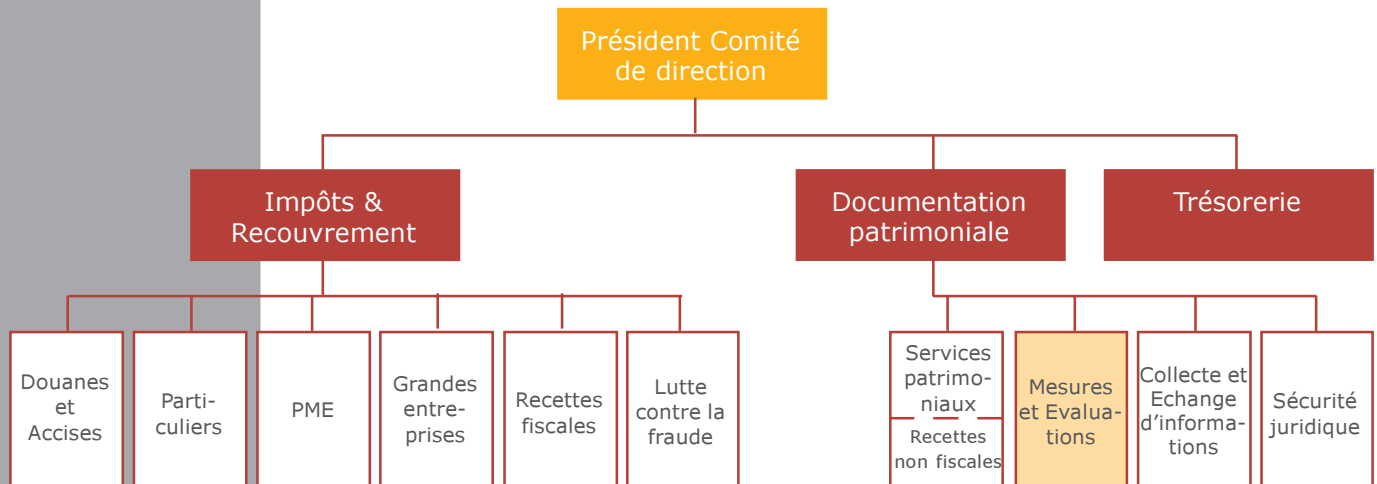 Président Comité
de direction
Impôts &
Recouvrement
Documentation
patrimoniale
Trésorerie
Douanes
et
Accises
Parti-
culiers
PME
Grandes
entre-
prises
Recettes
fiscales
Lutte
contre la
fraude
Services
patrimo-
niaux
Recettes
non fiscales
Mesures
et Evalua-
tions
Collecte et
Echange
d'informa-
tions
Sécurité
juridique